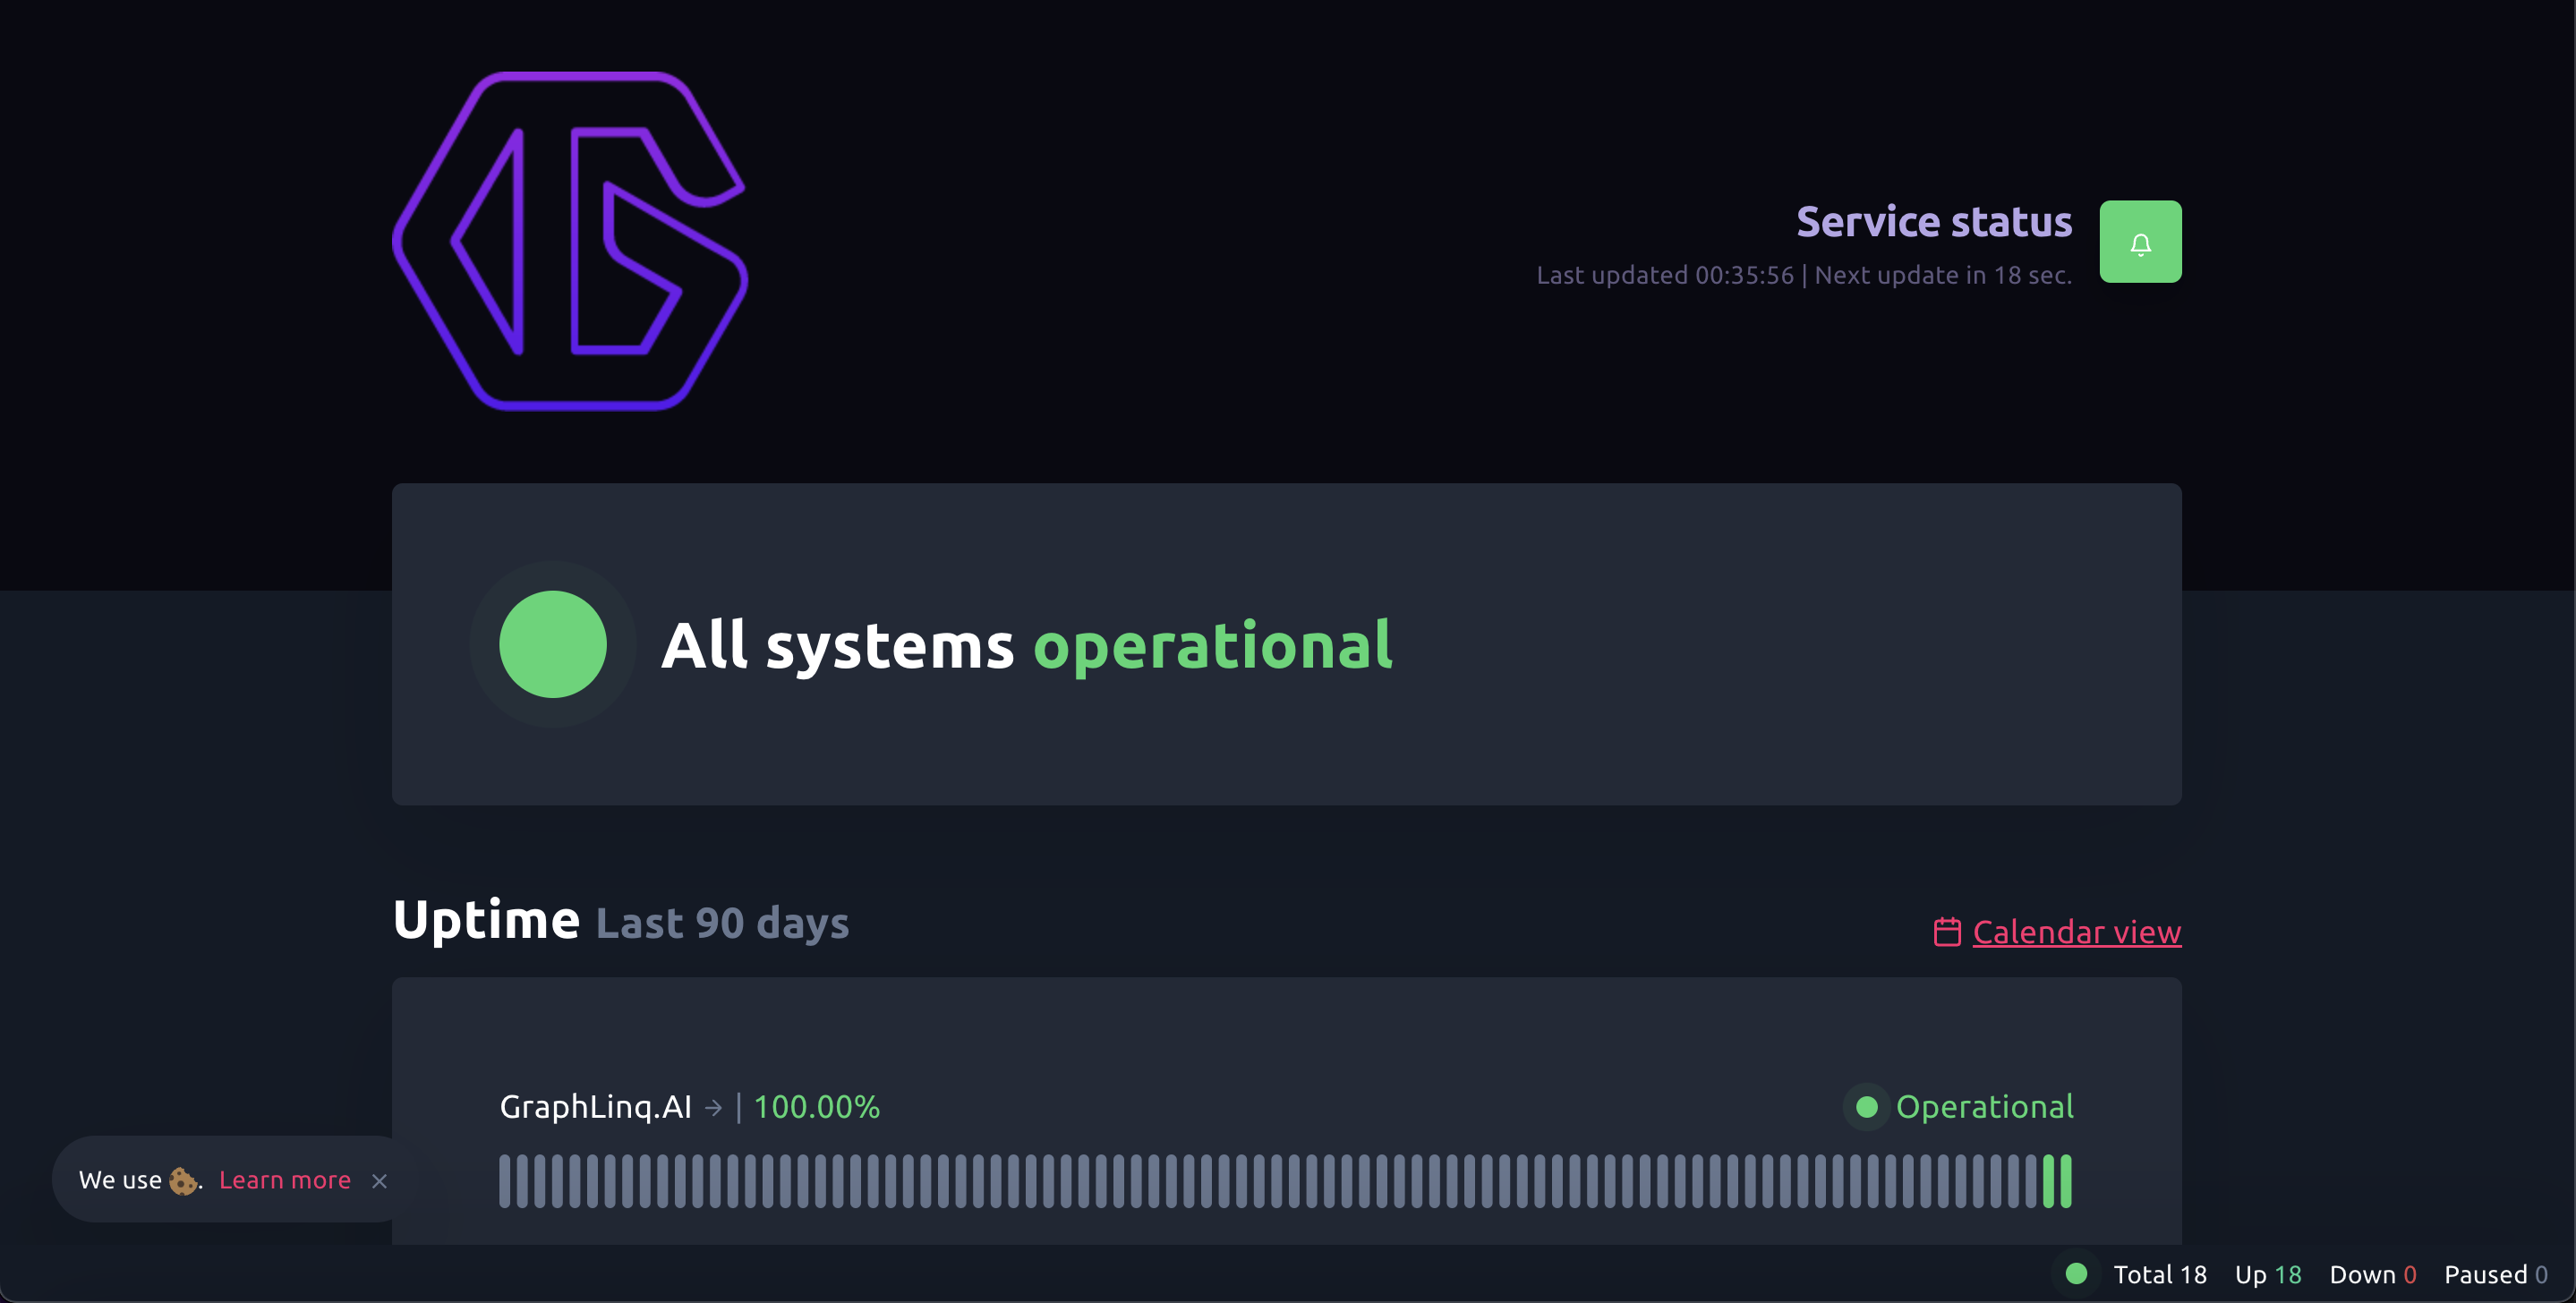 Service status
Last updated 00:35:56 | Next update in 18 sec.
All systems operational
Uptime Last 90 days
Calendar view
GraphLinq.AI → | 100.00%
Operational
We use 🍪. Learn more ×
Total 18 Up 18 Down 0 Paused 0